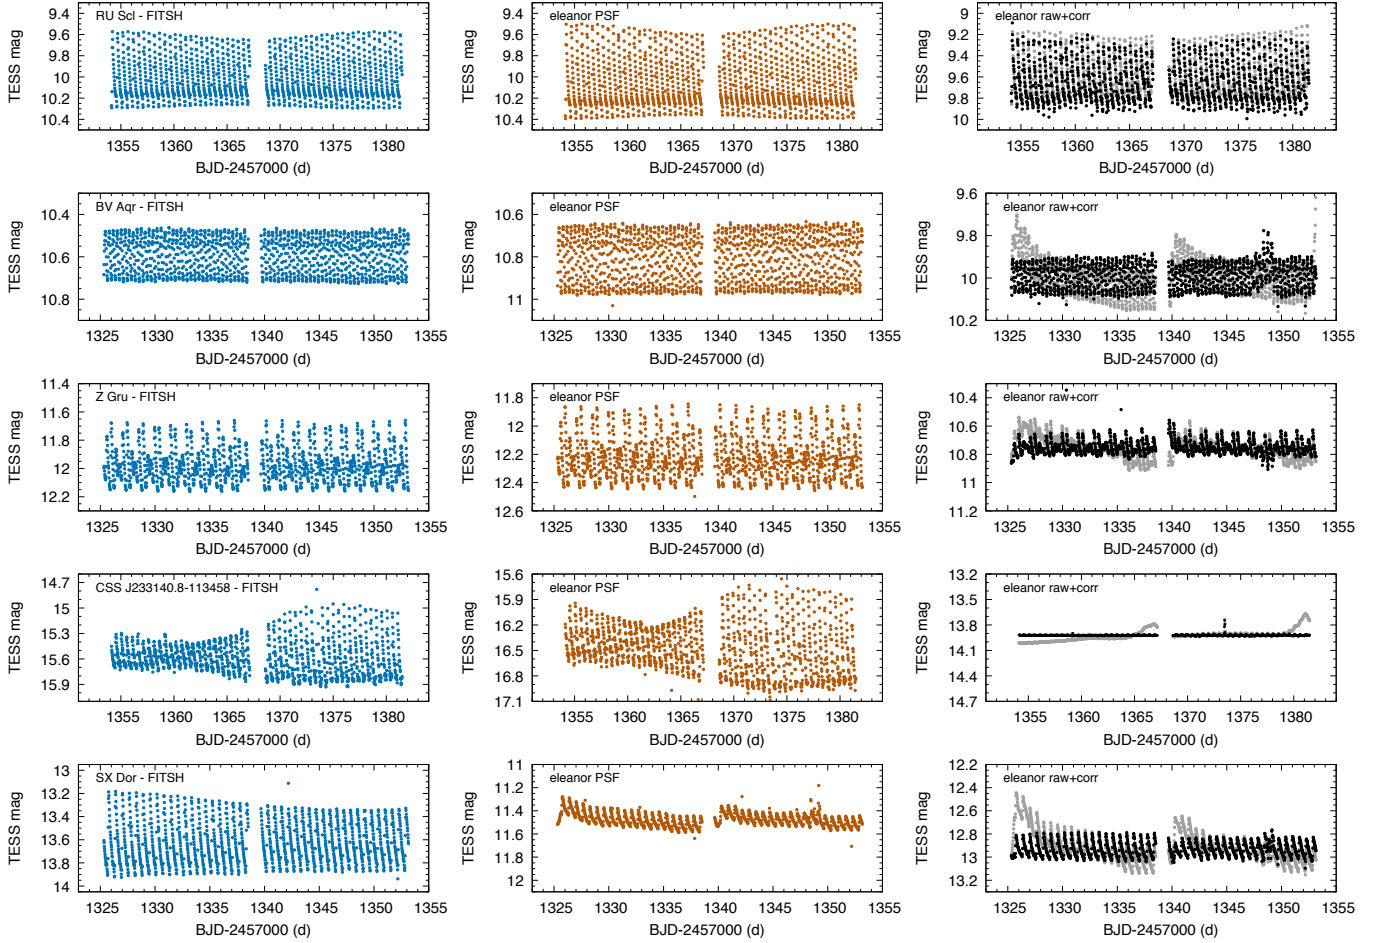 RU Scl - FITSH
TESS mag
9.4
9.6
9.8
10
10.2
10.4
1355 1360 1365 1370 1375 1380
BJD-2457000 (d)
eleanor PSF
TESS mag
9.4
9.6
9.8
10
10.2
10.4
1355 1360 1365 1370 1375 1380
BJD-2457000 (d)
eleanor raw+corr
TESS mag
9
9.2
9.4
9.6
9.8
10
1355 1360 1365 1370 1375 1380
BJD-2457000 (d)
BV Aqr - FITSH
TESS mag
10.4
10.6
10.8
1325 1330 1335 1340 1345 1350 1355
BJD-2457000 (d)
eleanor PSF
TESS mag
10.6
10.8
11
1325 1330 1335 1340 1345 1350 1355
BJD-2457000 (d)
eleanor raw+corr
TESS mag
9.6
9.8
10
10.2
1325 1330 1335 1340 1345 1350 1355
BJD-2457000 (d)
Z Gru - FITSH
TESS mag
11.4
11.6
11.8
12
12.2
1325 1330 1335 1340 1345 1350 1355
BJD-2457000 (d)
eleanor PSF
TESS mag
11.8
12
12.2
12.4
12.6
1325 1330 1335 1340 1345 1350 1355
BJD-2457000 (d)
eleanor raw+corr
TESS mag
10.4
10.6
10.8
11
11.2
1325 1330 1335 1340 1345 1350 1355
BJD-2457000 (d)
CSS J233140.8-113458 - FITSH
TESS mag
14.7
15
15.3
15.6
15.9
1355 1360 1365 1370 1375 1380
BJD-2457000 (d)
eleanor PSF
TESS mag
15.6
15.9
16.2
16.5
16.8
17.1
1355 1360 1365 1370 1375 1380
BJD-2457000 (d)
eleanor raw+corr
TESS mag
13.2
13.5
13.8
14.1
14.4
14.7
1355 1360 1365 1370 1375 1380
BJD-2457000 (d)
SX Dor - FITSH
TESS mag
13
13.2
13.4
13.6
13.8
14
1325 1330 1335 1340 1345 1350 1355
BJD-2457000 (d)
eleanor PSF
TESS mag
11
11.2
11.4
11.6
11.8
12
1325 1330 1335 1340 1345 1350 1355
BJD-2457000 (d)
eleanor raw+corr
TESS mag
12.2
12.4
12.6
12.8
13
13.2
1325 1330 1335 1340 1345 1350 1355
BJD-2457000 (d)